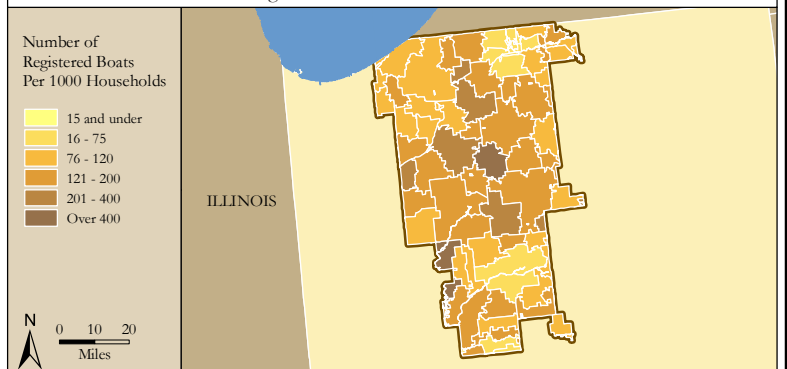 Number of
Registered Boats
Per 1000 Households
15 and under
16 - 75
76 - 120
121 - 200
201 - 400
Over 400
ILLINOIS
N
0 10 20
Miles